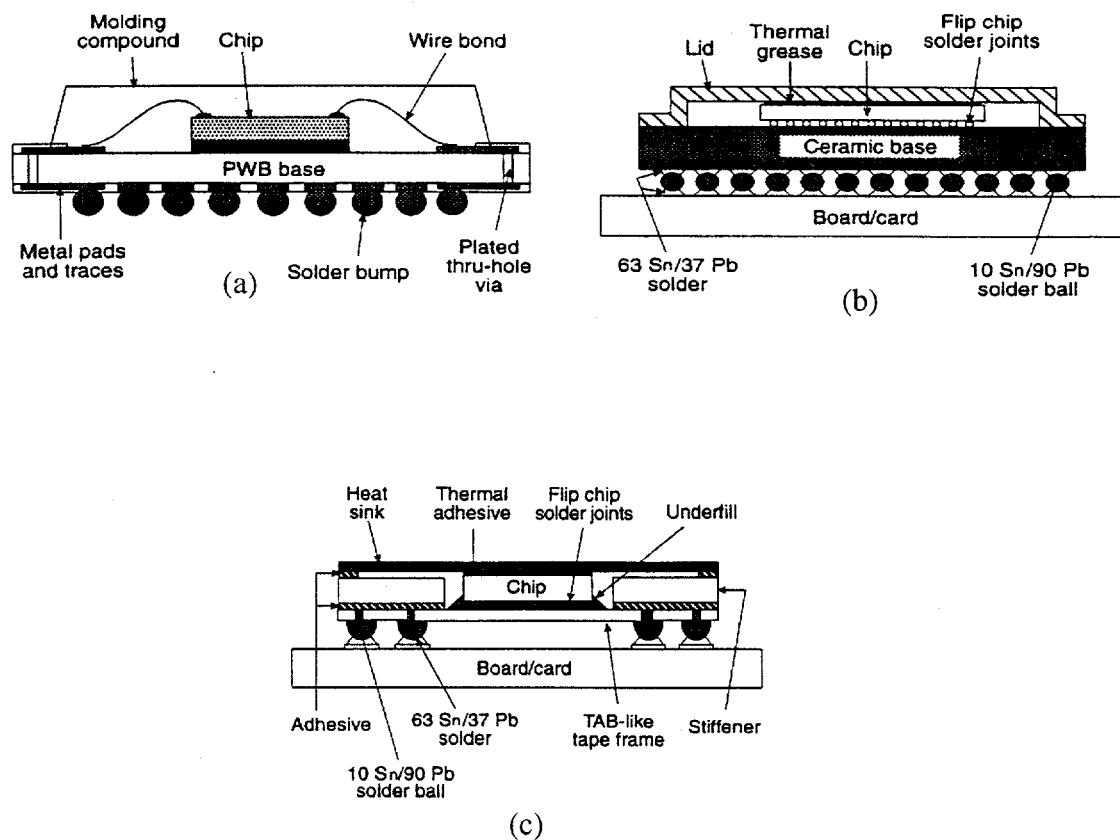 Molding
compound
Chip
Wire bond
PWB base
Metal pads
and traces
Solder bump
Plated
thru-hole
via
(a)
Lid
Thermal
grease
Chip
Flip chip
solder joints
Ceramic base
Board/card
63 Sn/37 Pb
solder
10 Sn/90 Pb
solder ball
(b)
Heat
sink
Thermal
adhesive
Flip chip
solder joints
Underfill
Chip
Board/card
Adhesive
63 Sn/37 Pb
solder
TAB-like
tape frame
Stiffener
10 Sn/90 Pb
solder ball
(c)